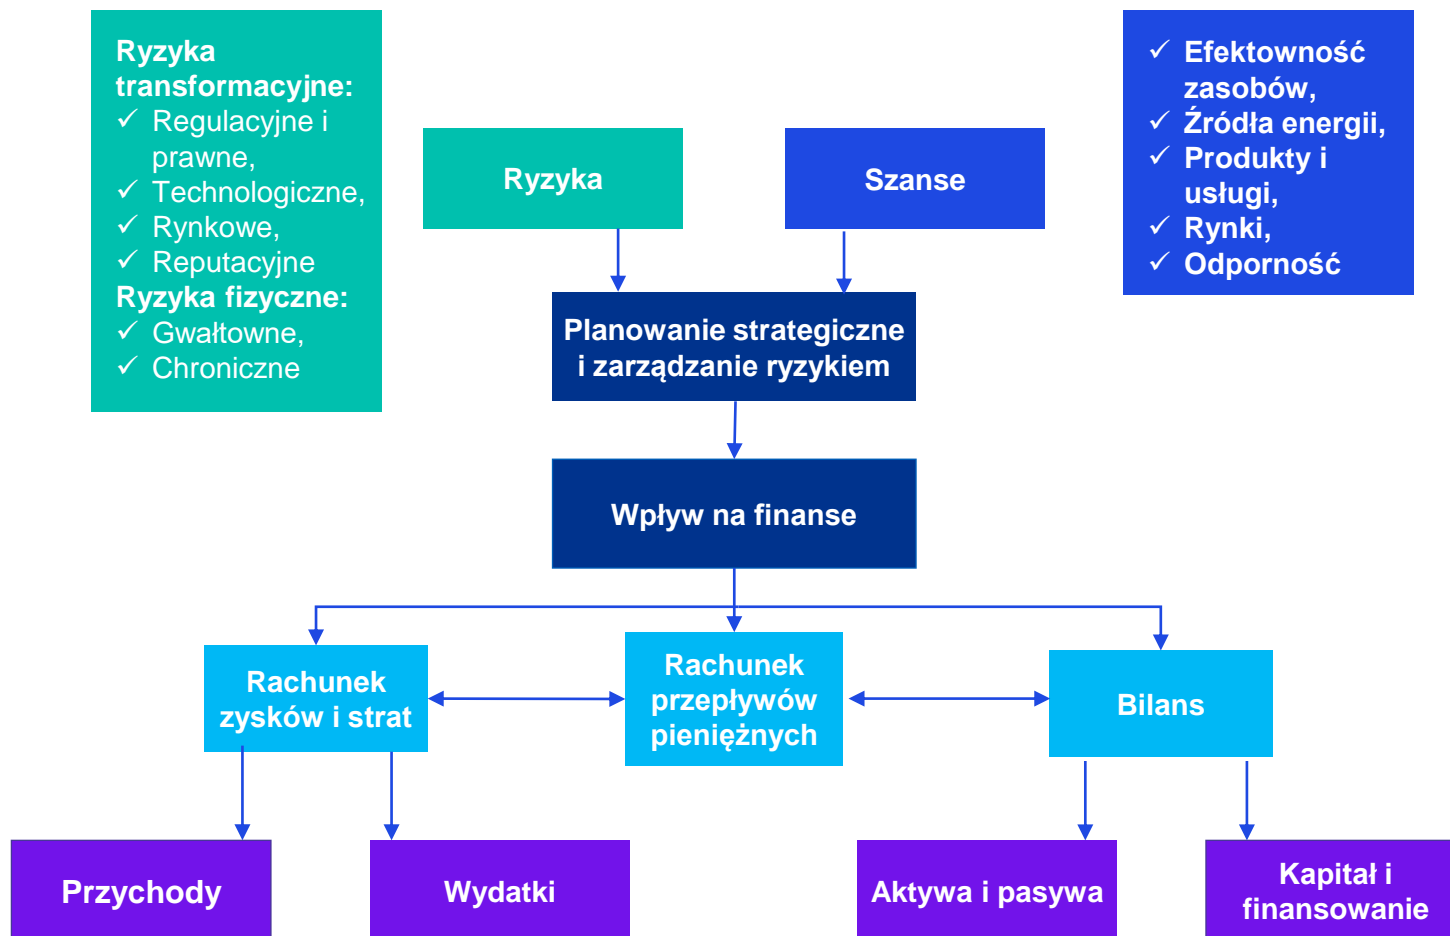 Ryzyka
transformacyjne:
✓ Regulacyjne i
prawne,
✓ Technologiczne,
✓ Rynkowe,
✓ Reputacyjne
Ryzyka fizyczne:
✓ Gwałtowne,
✓ Chroniczne
Ryzyka
Szanse
✓ Efektowność
zasobów,
✓ Źródła energii,
✓ Produkty i
usługi,
✓ Rynki,
✓ Odporność
Planowanie strategiczne
i zarządzanie ryzykiem
Wpływ na finanse
Rachunek
zysków i strat
Rachunek
przepływów
pieniężnych
Bilans
Przychody
Wydatki
Aktywa i pasywa
Kapitał i
finansowanie